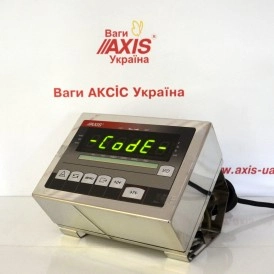 Ваги
AXIS®
Україна
Ваги АКСІС Україна
AXIS
-CodE-
www.axis-ua